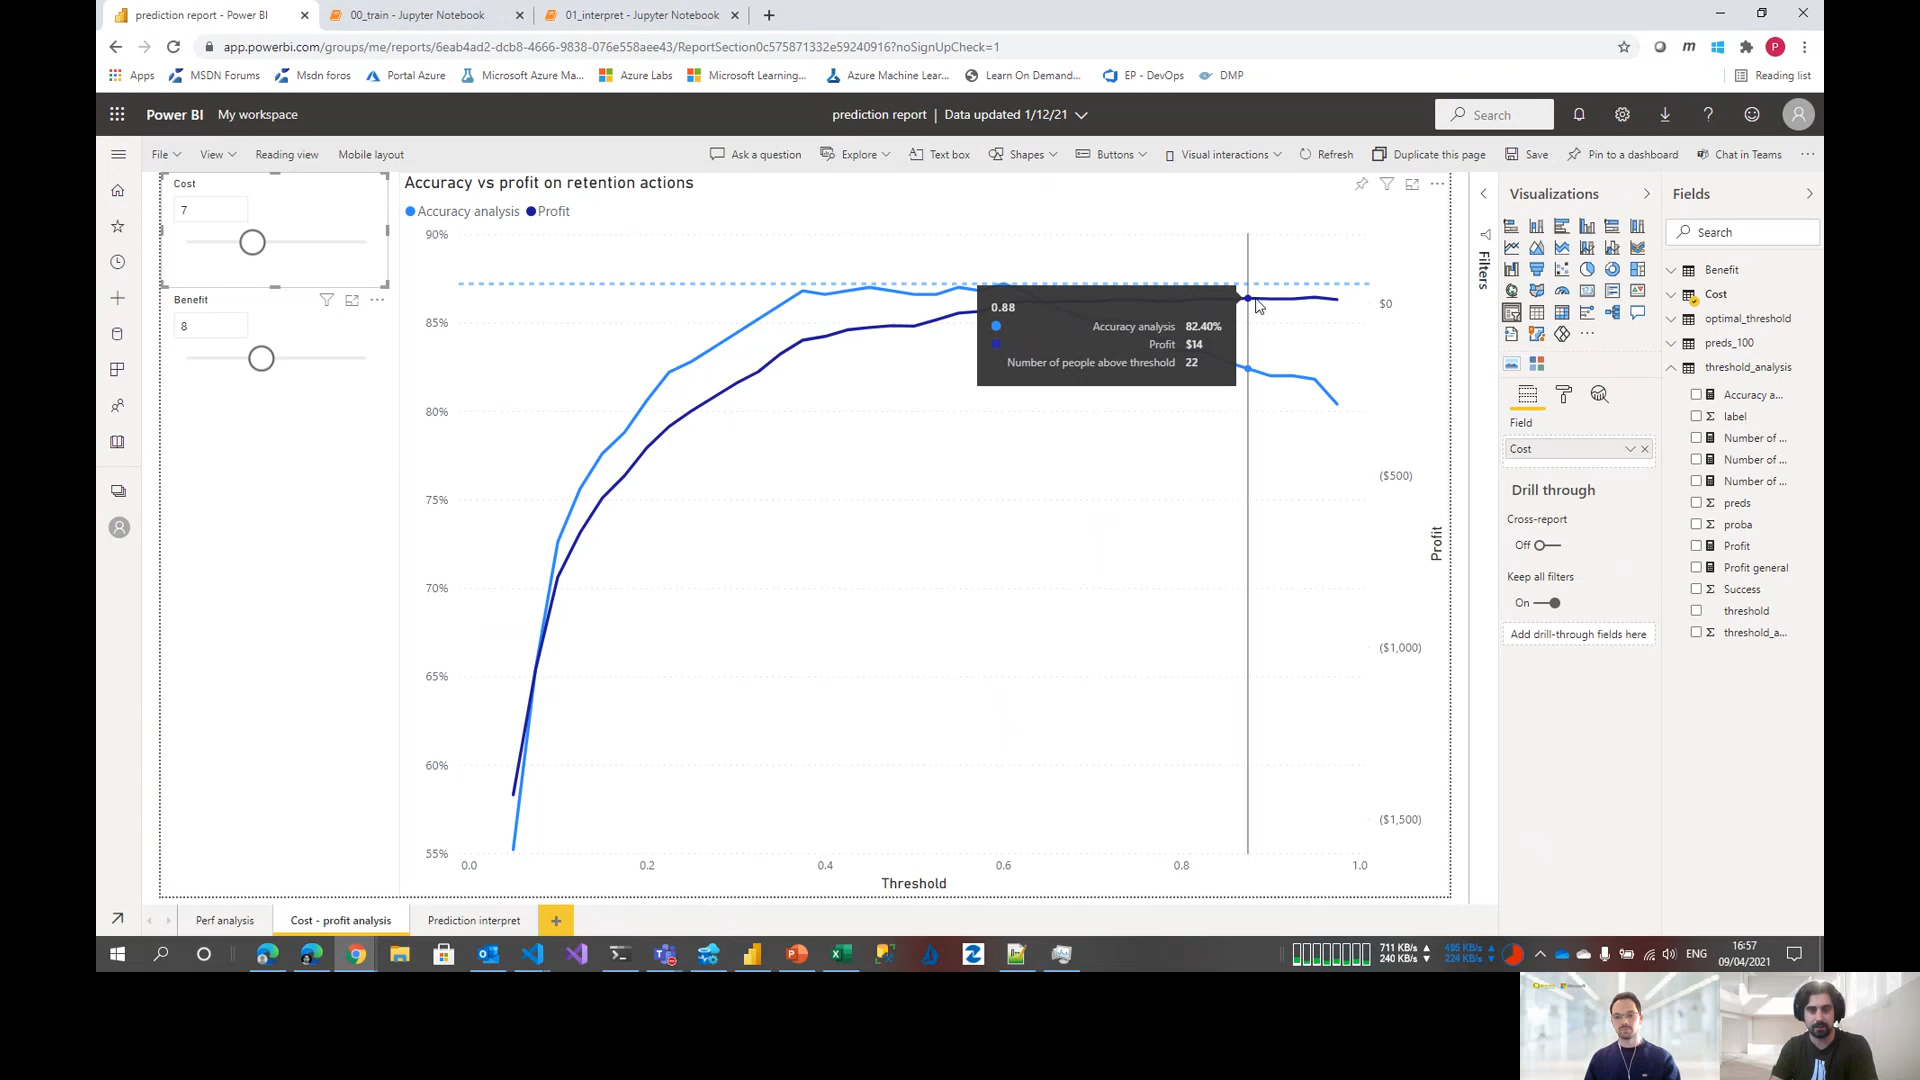 prediction report - Power BI
00_train - Jupyter Notebook
01_interpret - Jupyter Notebook
app.powerbi.com/groups/me/reports/6eab4ad2-dcb8-4666-9838-076e558aee43/ReportSection0c575871332e59240916?noSignUpCheck=1
P
Apps
MSDN Forums
Msdn foros
Portal Azure
Microsoft Azure Ma...
Azure Labs
Microsoft Learning...
Azure Machine Lear...
Learn On Demand...
EP - DevOps
DMP
Reading list
Power BI My workspace
prediction report | Data updated 1/12/21
Search
File
View
Reading view
Mobile layout
Ask a question
Explore
Text box
Shapes
Buttons
Visual interactions
Refresh
Duplicate this page
Save
Pin to a dashboard
Chat in Teams
Cost
7
Benefit
8
Accuracy vs profit on retention actions
Accuracy analysis Profit
90%
85%
80%
75%
70%
65%
60%
55%
$0
($500)
($1,000)
($1,500)
Profit
0.88
Accuracy analysis 82.40%
Profit $14
Number of people above threshold 22
0.0
0.2
0.4
0.6
0.8
1.0
Threshold
Filters
Visualizations
Field
Cost
Drill through
Cross-report
Off
Keep all filters
On
Add drill-through fields here
Fields
Search
Benefit
Cost
optimal_threshold
preds_100
threshold_analysis
Accuracy a...
label
Number of ...
Number of ...
Number of ...
preds
proba
Profit
Profit general
Success
threshold
threshold_a...
Perf analysis
Cost - profit analysis
Prediction interpret
711 KB/s
240 KB/s
485 KB/s
224 KB/s
ENG
16:57
09/04/2021